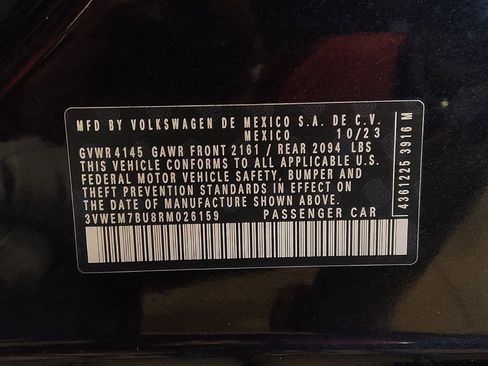 MFD BY VOLKSWAGEN DE MEXICO S.A. DE C.V.
MEXICO 10/23
GVWR 4145 GAWR FRONT 2161 / REAR 2094 LBS
THIS VEHICLE CONFORMS TO ALL APPLICABLE U.S.
FEDERAL MOTOR VEHICLE SAFETY, BUMPER AND
THEFT PREVENTION STANDARDS IN EFFECT ON
THE DATE OF MANUFACTURE SHOWN ABOVE.
3VWEM7BU8RM026159 PASSENGER CAR
4361225 3916 M